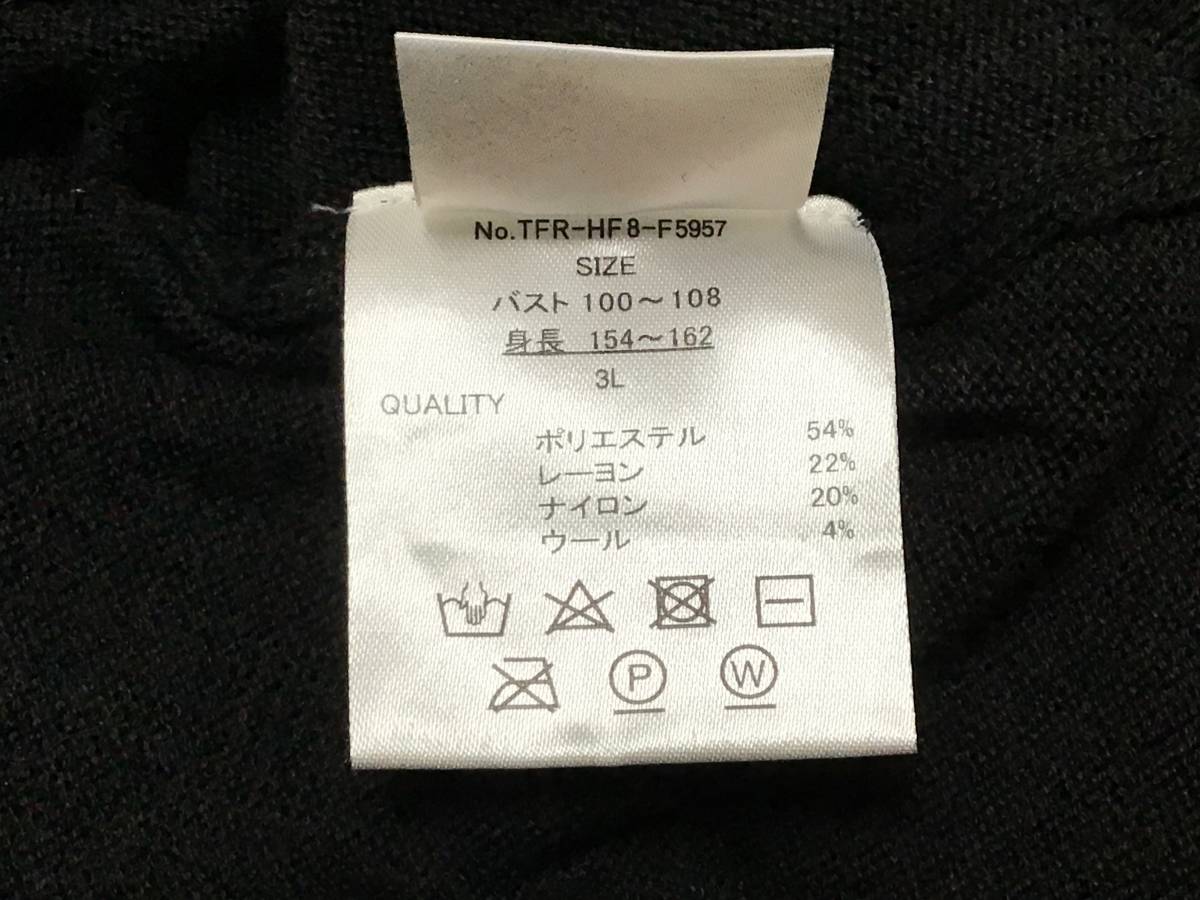 No.TFR-HF8-F5957
SIZE
バスト 100～108
身長 154～162
3L
QUALITY
ポリエステル 54%
レーヨン 22%
ナイロン 20%
ウール 4%
P W